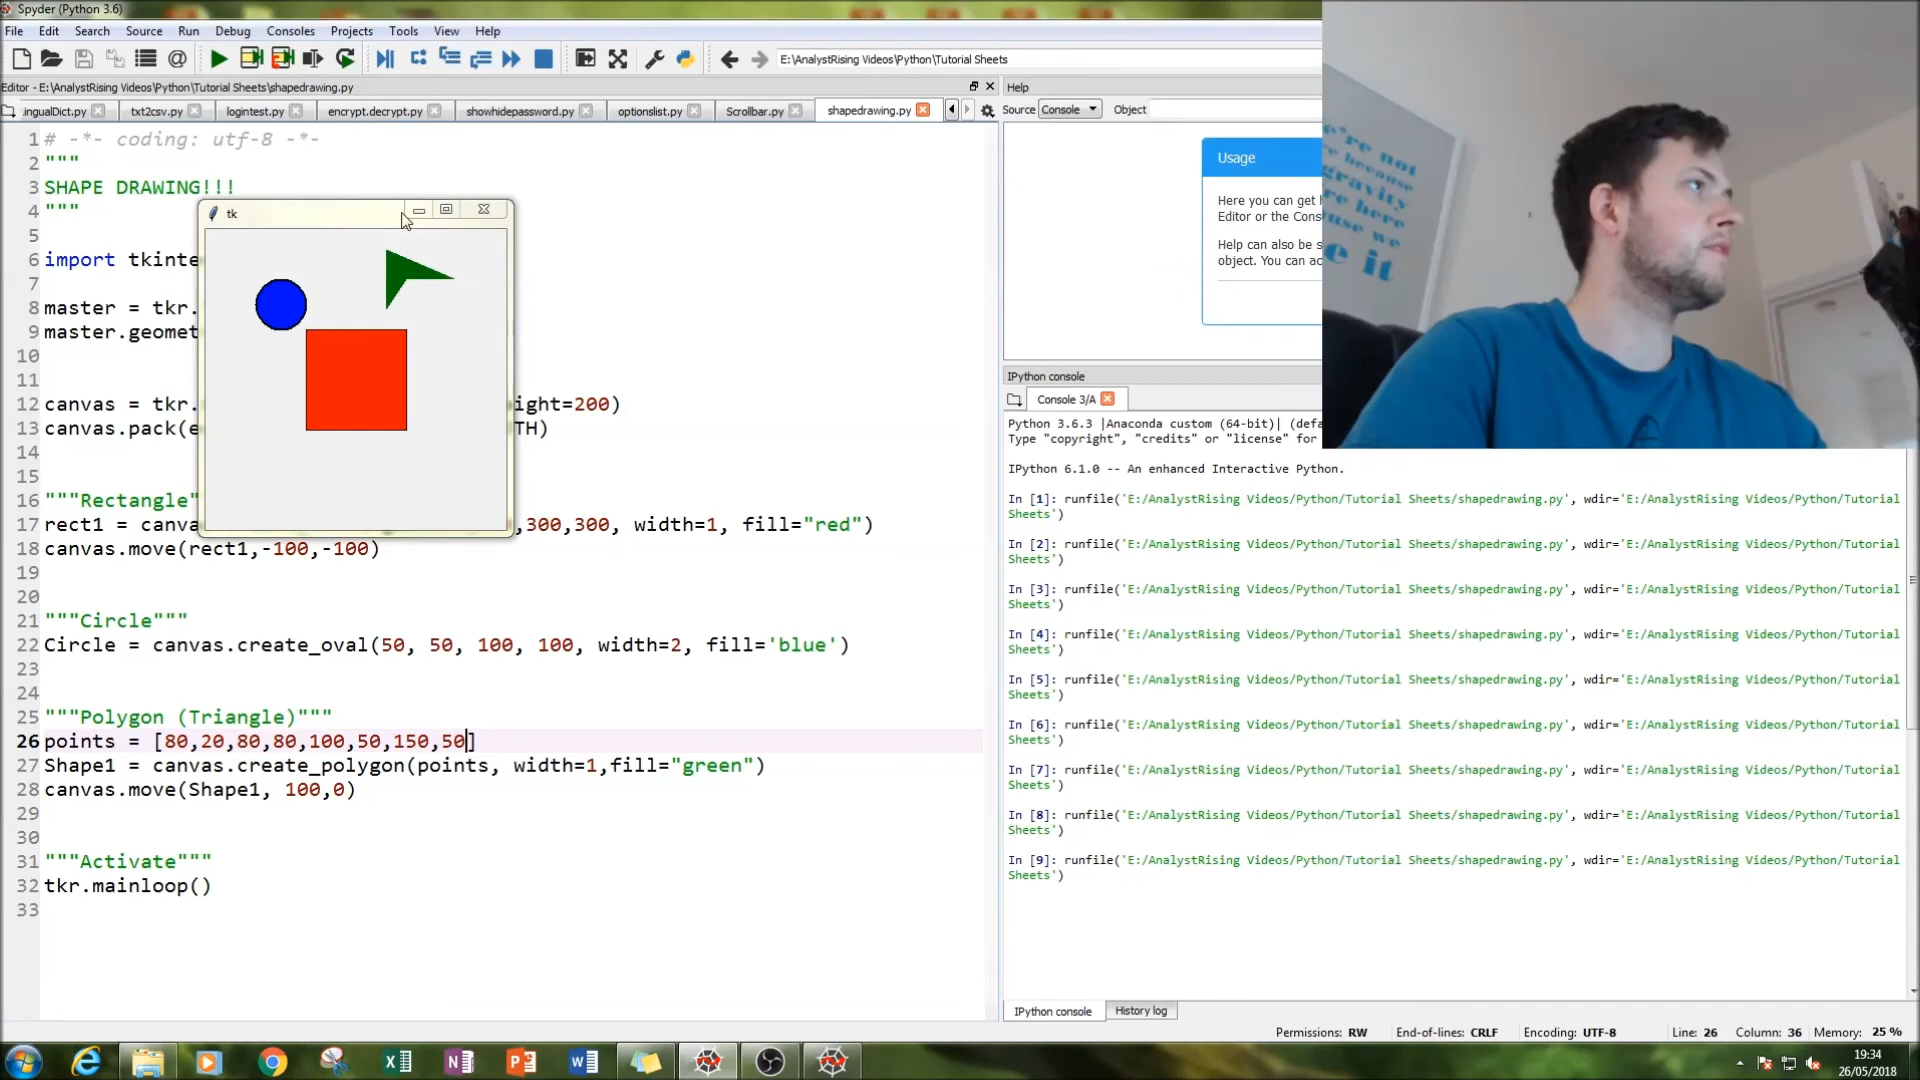 Spyder (Python 3.6)
File Edit Search Source Run Debug Consoles Projects Tools View Help
E:\AnalystRising Videos\Python\Tutorial Sheets
Editor - E:\AnalystRising Videos\Python\Tutorial Sheets\shapedrawing.py
Help
ingualDict.py txt2csv.py logintest.py encrypt.decrypt.py showhidepassword.py optionslist.py Scrollbar.py shapedrawing.py
Source Console Object
1 # -*- coding: utf-8 -*-
2 """
3 SHAPE DRAWING!!!
4 """
5
6 import tkinte
7
8 master = tkr.
9 master.geomet
10
11
12 canvas = tkr. ight=200)
13 canvas.pack(e TH)
14
15
16 """Rectangle"
17 rect1 = canva ,300,300, width=1, fill="red")
18 canvas.move(rect1,-100,-100)
19
20
21 """Circle"""
22 Circle = canvas.create_oval(50, 50, 100, 100, width=2, fill='blue')
23
24
25 """Polygon (Triangle)"""
26 points = [80,20,80,80,100,50,150,50]
27 Shape1 = canvas.create_polygon(points, width=1,fill="green")
28 canvas.move(Shape1, 100,0)
29
30
31 """Activate"""
32 tkr.mainloop()
33
tk
Usage
Here you can get h
Editor or the Cons
Help can also be s
object. You can ac
're not
re because
gravity
re here
use we
e it
IPython console
Console 3/A
Python 3.6.3 |Anaconda custom (64-bit)| (defa
Type "copyright", "credits" or "license" for
IPython 6.1.0 -- An enhanced Interactive Python.
In [1]: runfile('E:/AnalystRising Videos/Python/Tutorial Sheets/shapedrawing.py', wdir='E:/AnalystRising Videos/Python/Tutorial
Sheets')
In [2]: runfile('E:/AnalystRising Videos/Python/Tutorial Sheets/shapedrawing.py', wdir='E:/AnalystRising Videos/Python/Tutorial
Sheets')
In [3]: runfile('E:/AnalystRising Videos/Python/Tutorial Sheets/shapedrawing.py', wdir='E:/AnalystRising Videos/Python/Tutorial
Sheets')
In [4]: runfile('E:/AnalystRising Videos/Python/Tutorial Sheets/shapedrawing.py', wdir='E:/AnalystRising Videos/Python/Tutorial
Sheets')
In [5]: runfile('E:/AnalystRising Videos/Python/Tutorial Sheets/shapedrawing.py', wdir='E:/AnalystRising Videos/Python/Tutorial
Sheets')
In [6]: runfile('E:/AnalystRising Videos/Python/Tutorial Sheets/shapedrawing.py', wdir='E:/AnalystRising Videos/Python/Tutorial
Sheets')
In [7]: runfile('E:/AnalystRising Videos/Python/Tutorial Sheets/shapedrawing.py', wdir='E:/AnalystRising Videos/Python/Tutorial
Sheets')
In [8]: runfile('E:/AnalystRising Videos/Python/Tutorial Sheets/shapedrawing.py', wdir='E:/AnalystRising Videos/Python/Tutorial
Sheets')
In [9]: runfile('E:/AnalystRising Videos/Python/Tutorial Sheets/shapedrawing.py', wdir='E:/AnalystRising Videos/Python/Tutorial
Sheets')
IPython console History log
Permissions: RW End-of-lines: CRLF Encoding: UTF-8 Line: 26 Column: 36 Memory: 25 %
19:34
26/05/2018